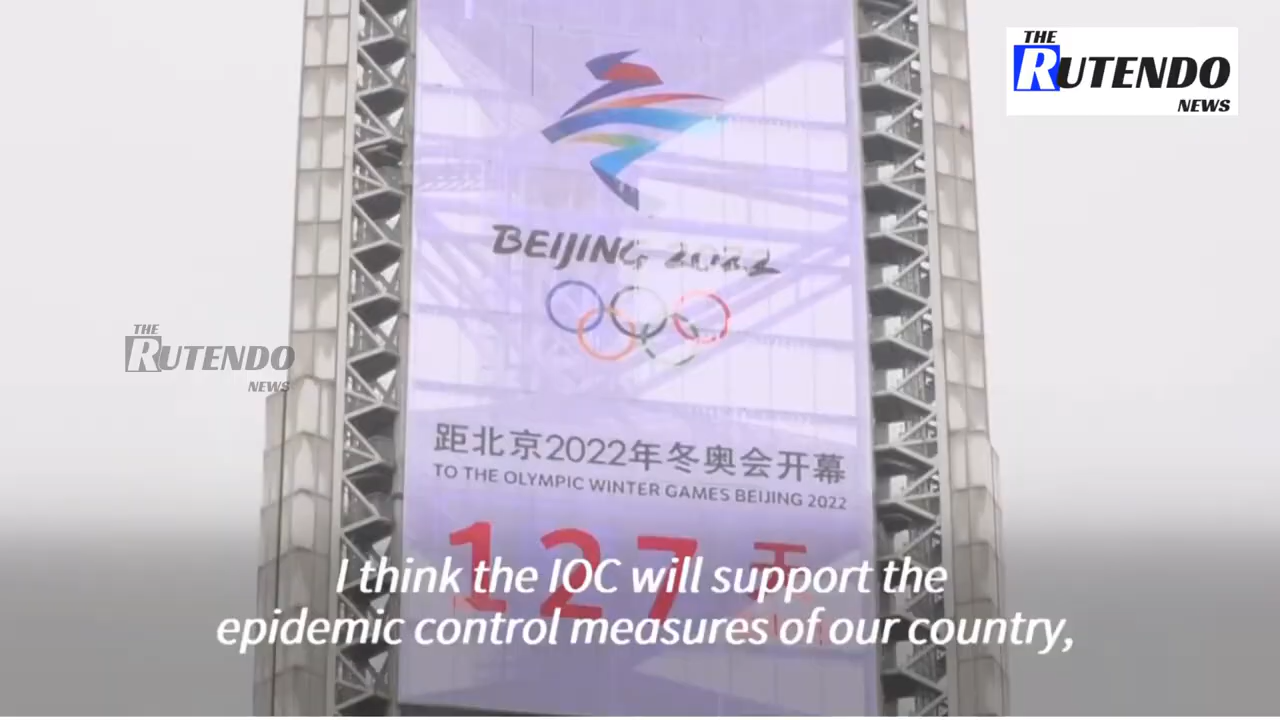 THE
RUTENDO
NEWS
BEIJING 2022
THE
RUTENDO
NEWS
距北京2022年冬奥会开幕
TO THE OLYMPIC WINTER GAMES BEIJING 2022
127天
I think the IOC will support the
epidemic control measures of our country,